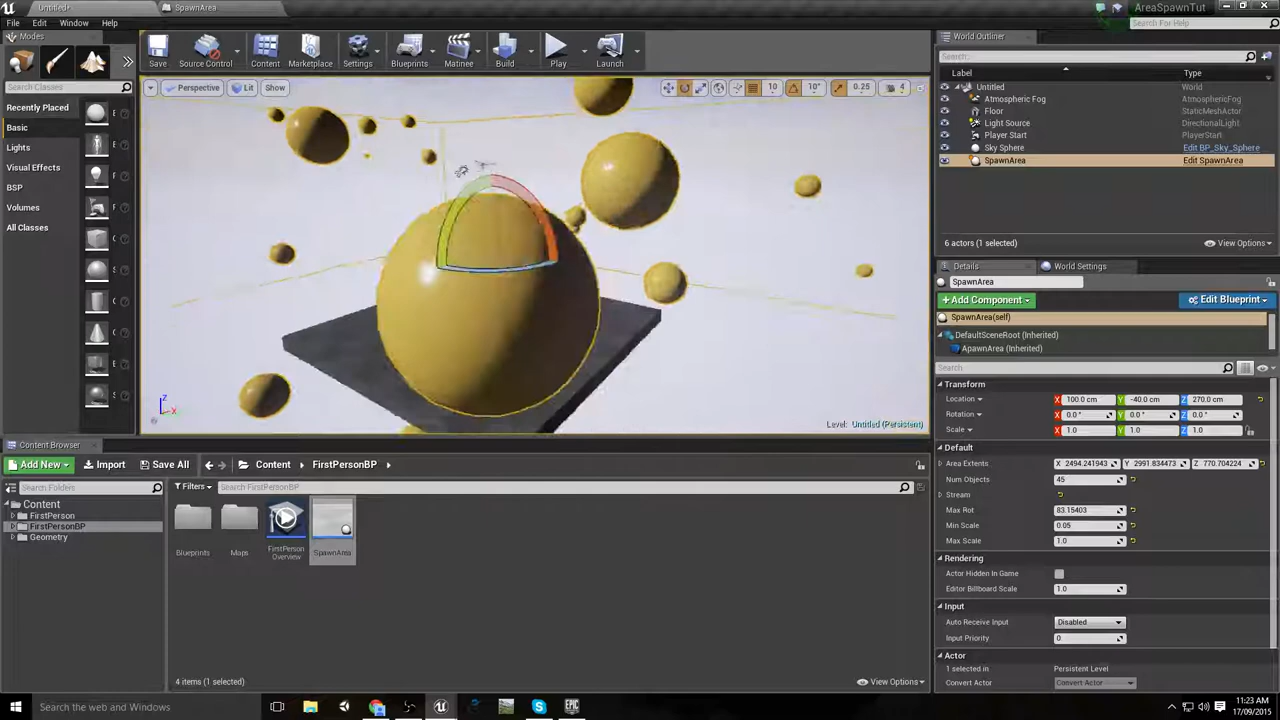 Untitled* SpawnArea AreaSpawnTut
File Edit Window Help Search For Help
Modes
Search Classes
Recently Placed
Basic
Lights
Visual Effects
BSP
Volumes
All Classes
Save Source Control Content Marketplace Settings Blueprints Matinee Build Play Launch
Perspective Lit Show 10 10° 0.25 4
Z
X
Level: Untitled (Persistent)
World Outliner
Search...
Label Type
Untitled World
Atmospheric Fog AtmosphericFog
Floor StaticMeshActor
Light Source DirectionalLight
Player Start PlayerStart
Sky Sphere Edit BP_Sky_Sphere
SpawnArea Edit SpawnArea
6 actors (1 selected) View Options
Details World Settings
SpawnArea
+ Add Component Edit Blueprint
SpawnArea(self)
DefaultSceneRoot (Inherited)
ApawnArea (Inherited)
Search
Transform
Location X 100.0 cm Y -40.0 cm Z 270.0 cm
Rotation X 0.0 ° Y 0.0 ° Z 0.0 °
Scale X 1.0 Y 1.0 Z 1.0
Default
Area Extents X 2494.241943 Y 2991.834473 Z 770.704224
Num Objects 45
Stream
Max Rot 83.15403
Min Scale 0.05
Max Scale 1.0
Rendering
Actor Hidden In Game
Editor Billboard Scale 1.0
Input
Auto Receive Input Disabled
Input Priority 0
Actor
1 selected in Persistent Level
Convert Actor Convert Actor
Content Browser
Add New Import Save All Content FirstPersonBP
Search Folders
Content
FirstPerson
FirstPersonBP
Geometry
Filters Search FirstPersonBP
Blueprints Maps FirstPerson Overview SpawnArea
4 items (1 selected) View Options
Search the web and Windows
11:23 AM
17/09/2015